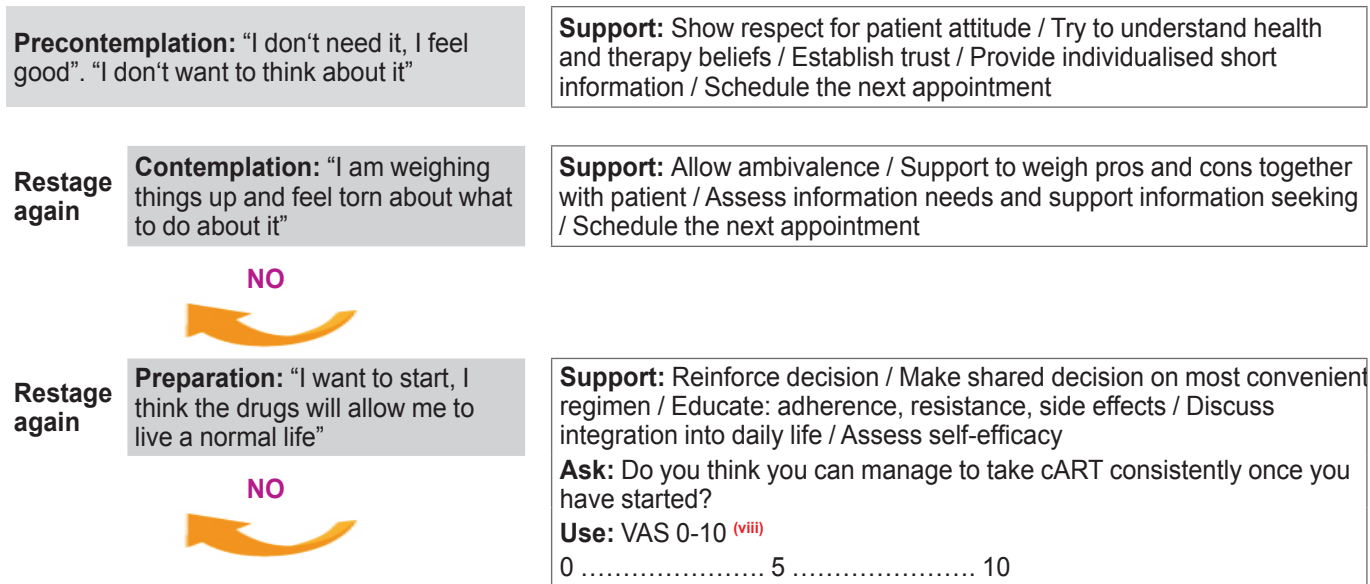 Precontemplation: “I don‘t need it, I feel
good”. “I don‘t want to think about it”
Support: Show respect for patient attitude / Try to understand health
and therapy beliefs / Establish trust / Provide individualised short
information / Schedule the next appointment
Restage
again
Contemplation: “I am weighing
things up and feel torn about what
to do about it”
Support: Allow ambivalence / Support to weigh pros and cons together
with patient / Assess information needs and support information seeking
/ Schedule the next appointment
NO
Restage
again
Preparation: “I want to start, I
think the drugs will allow me to
live a normal life”
Support: Reinforce decision / Make shared decision on most convenient
regimen / Educate: adherence, resistance, side effects / Discuss
integration into daily life / Assess self-efficacy
Ask: Do you think you can manage to take cART consistently once you
have started?
Use: VAS 0-10 (viii)
0 …………………. 5 …………………. 10
NO